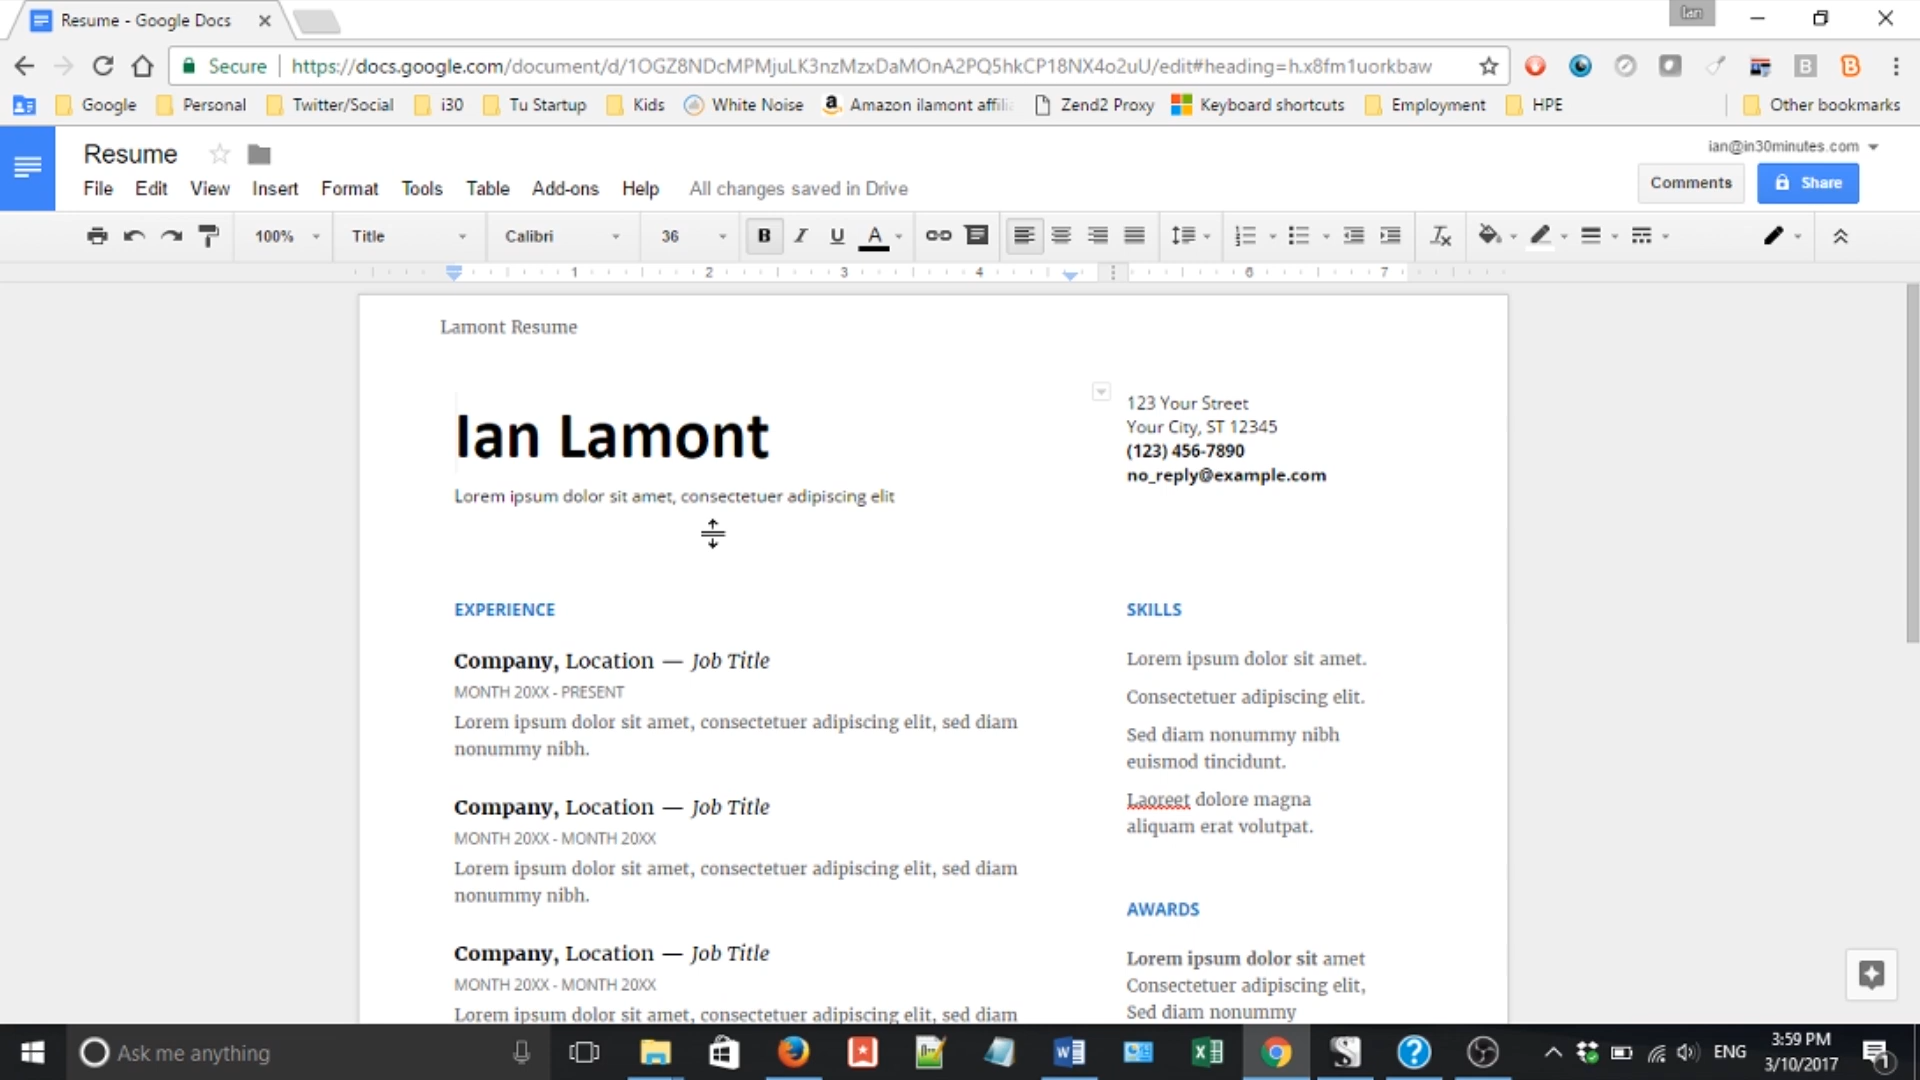 Resume - Google Docs
Ian
Secure
https://docs.google.com/document/d/1OGZ8NDcMPMjuLK3nzMzxDaMOnA2PQ5hkCP18NX4o2uU/edit#heading=h.x8fm1uorkbaw
Google Personal Twitter/Social i30 Tu Startup Kids White Noise Amazon ilamont affili Zend2 Proxy Keyboard shortcuts Employment HPE Other bookmarks
Resume
ian@in30minutes.com
File Edit View Insert Format Tools Table Add-ons Help All changes saved in Drive
Comments Share
100% Title Calibri 36 B I U A
1 2 3 4 6 7
Lamont Resume
Ian Lamont
Lorem ipsum dolor sit amet, consectetuer adipiscing elit
123 Your Street
Your City, ST 12345
(123) 456-7890
no_reply@example.com
EXPERIENCE
Company, Location — Job Title
MONTH 20XX - PRESENT
Lorem ipsum dolor sit amet, consectetuer adipiscing elit, sed diam
nonummy nibh.
Company, Location — Job Title
MONTH 20XX - MONTH 20XX
Lorem ipsum dolor sit amet, consectetuer adipiscing elit, sed diam
nonummy nibh.
Company, Location — Job Title
MONTH 20XX - MONTH 20XX
Lorem ipsum dolor sit amet, consectetuer adipiscing elit, sed diam
SKILLS
Lorem ipsum dolor sit amet.
Consectetuer adipiscing elit.
Sed diam nonummy nibh
euismod tincidunt.
Laoreet dolore magna
aliquam erat volutpat.
AWARDS
Lorem ipsum dolor sit amet
Consectetuer adipiscing elit,
Sed diam nonummy
Ask me anything
ENG
3:59 PM
3/10/2017
1